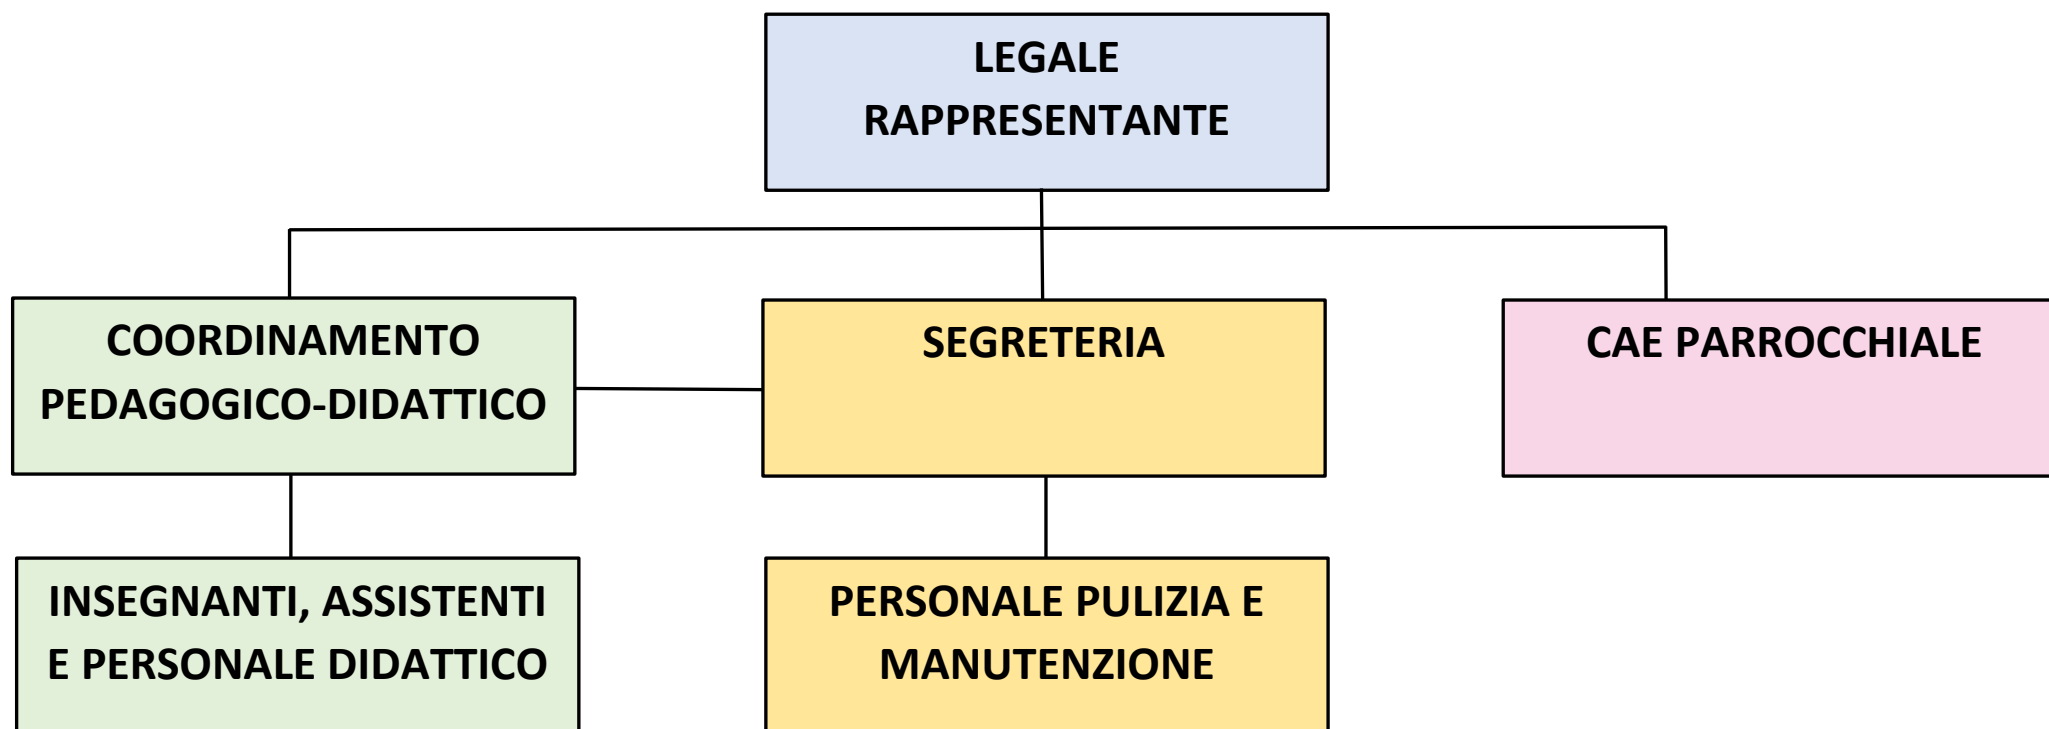 LEGALE
RAPPRESENTANTE
COORDINAMENTO
PEDAGOGICO-DIDATTICO
SEGRETERIA
CAE PARROCCHIALE
INSEGNANTI, ASSISTENTI
E PERSONALE DIDATTICO
PERSONALE PULIZIA E
MANUTENZIONE